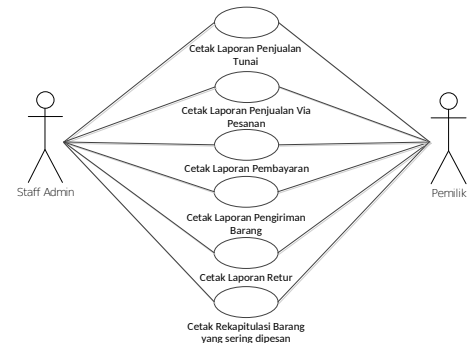 Cetak Laporan Penjualan
Tunai
Cetak Laporan Penjualan Via
Pesanan
Cetak Laporan Pembayaran
Staff Admin
Pemilik
Cetak Laporan Pengiriman
Barang
Cetak Laporan Retur
Cetak Rekapitulasi Barang
yang sering dipesan